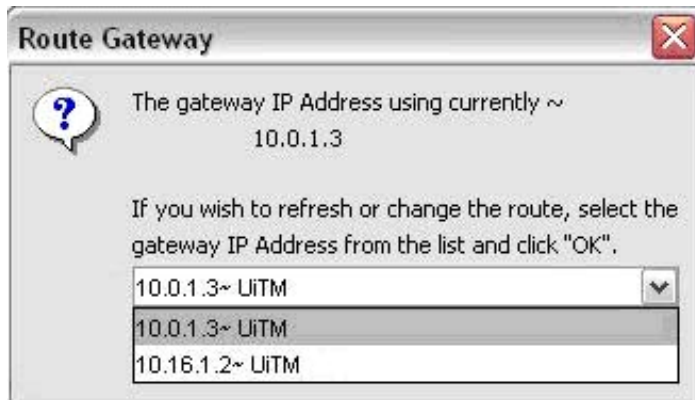 Route Gateway
The gateway IP Address using currently ~
10.0.1.3
If you wish to refresh or change the route, select the
gateway IP Address from the list and click "OK".
10.0.1.3~ UiTM
10.0.1.3~ UiTM
10.16.1.2~ UiTM